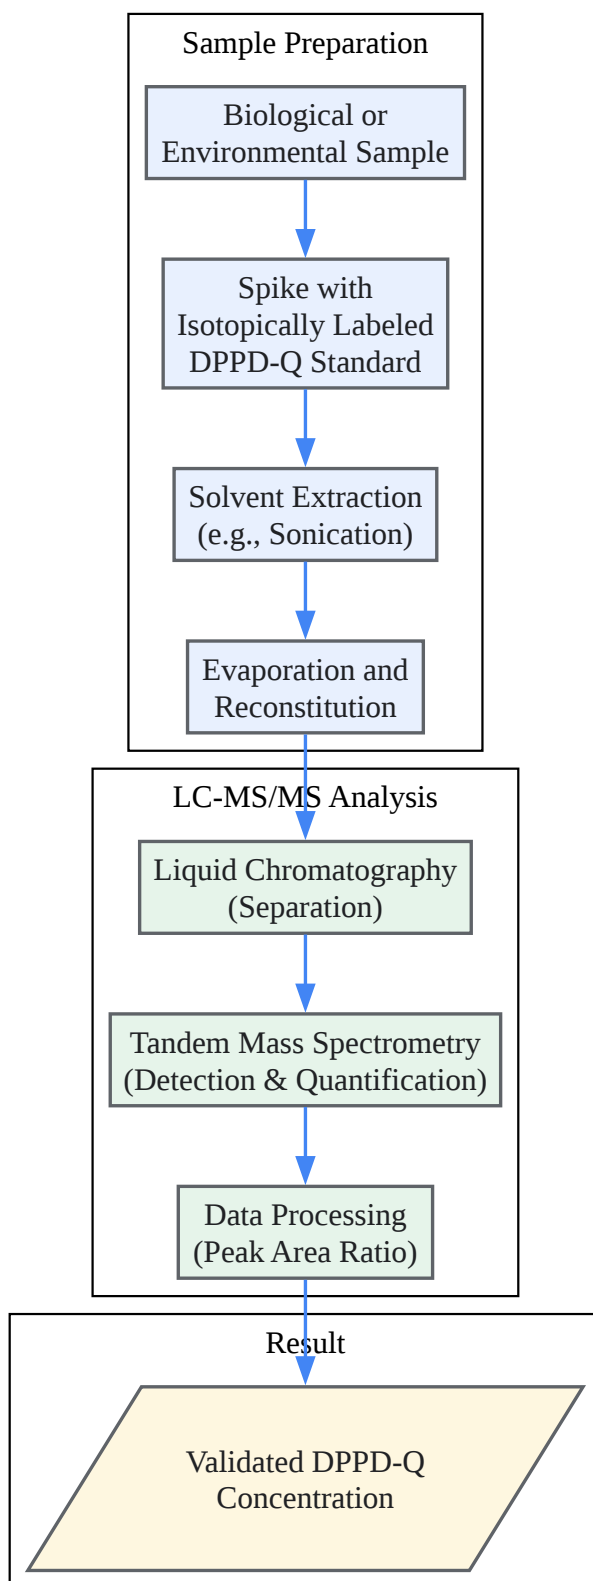 Sample Preparation
Biological or
Environmental Sample
Spike with
Isotopically Labeled
DPPD-Q Standard
Solvent Extraction
(e.g., Sonication)
Evaporation and
Reconstitution
LC-MS/MS Analysis
Liquid Chromatography
(Separation)
Tandem Mass Spectrometry
(Detection & Quantification)
Data Processing
(Peak Area Ratio)
Result
Validated DPPD-Q
Concentration